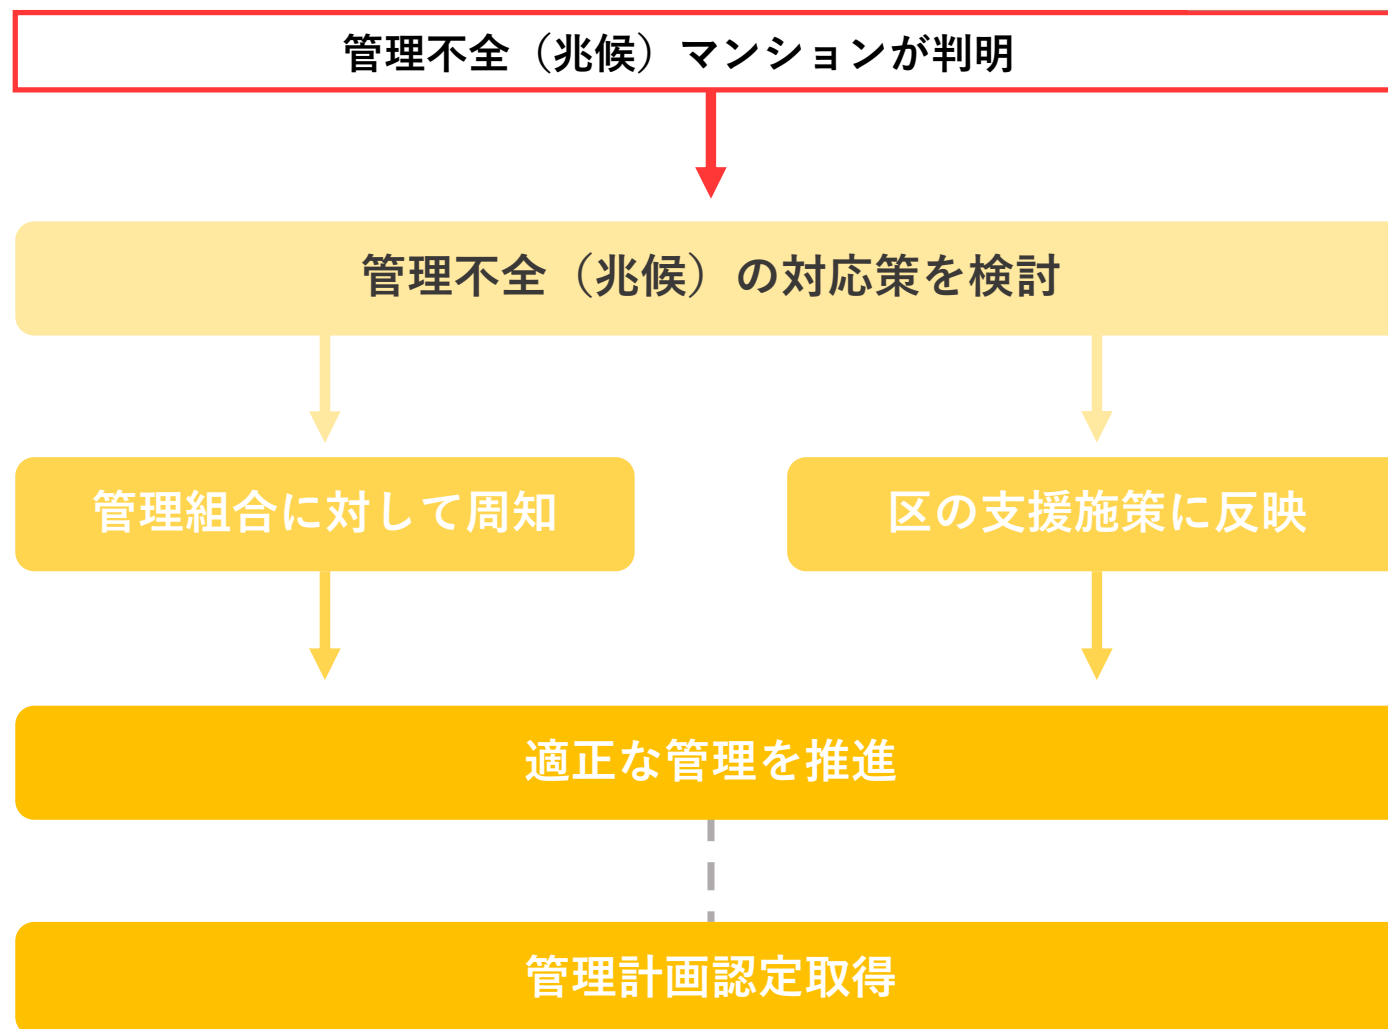 管理不全（兆候）マンションが判明
管理不全（兆候）の対応策を検討
管理組合に対して周知
区の支援施策に反映
適正な管理を推進
管理計画認定取得